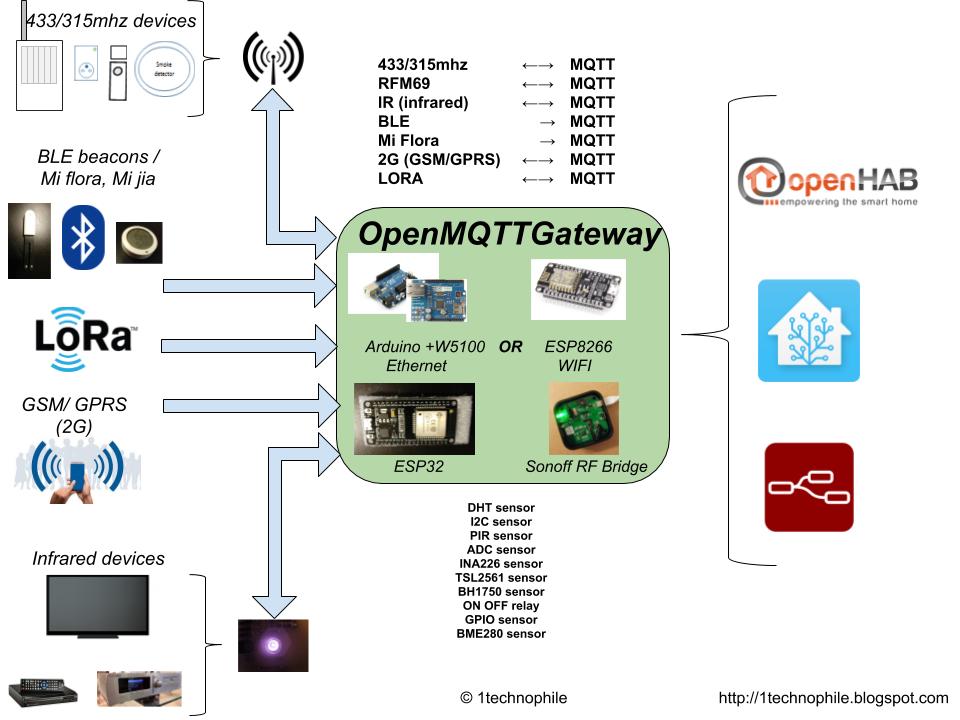 433/315mhz devices
Smoke
detector
433/315mhz ←→ MQTT
RFM69 ←→ MQTT
IR (infrared) ←→ MQTT
BLE → MQTT
Mi Flora → MQTT
2G (GSM/GPRS) ←→ MQTT
LORA ←→ MQTT
BLE beacons /
Mi flora, Mi jia
openHAB
empowering the smart home
OpenMQTTGateway
LoRa™
Arduino +W5100 OR ESP8266
Ethernet WIFI
GSM/ GPRS
(2G)
ESP32 Sonoff RF Bridge
DHT sensor
I2C sensor
PIR sensor
ADC sensor
INA226 sensor
TSL2561 sensor
BH1750 sensor
ON OFF relay
GPIO sensor
BME280 sensor
Infrared devices
© 1technophile
http://1technophile.blogspot.com